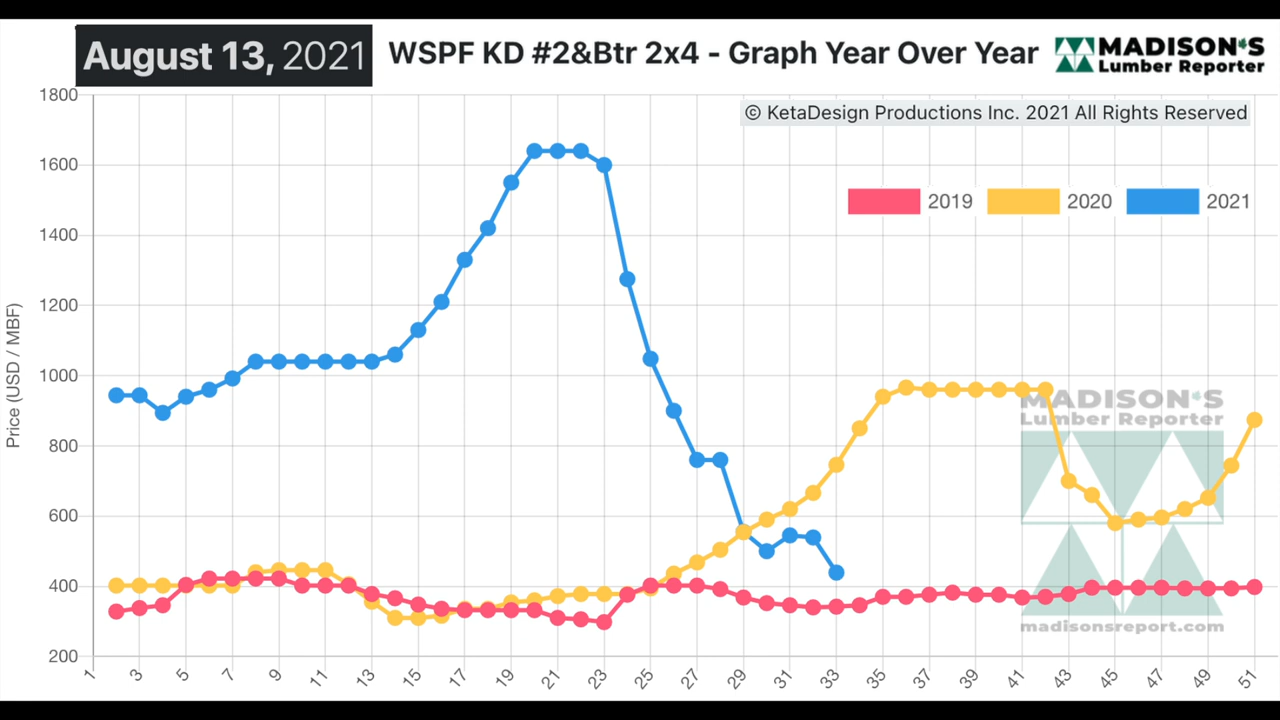 August 13, 2021
WSPF KD #2&Btr 2x4 - Graph Year Over Year
MADISON'S
Lumber Reporter
© KetaDesign Productions Inc. 2021 All Rights Reserved
2019 2020 2021
Price (USD / MBF)
1800
1600
1400
1200
1000
800
600
400
200
MADISON'S
Lumber Reporter
madisonsreport.com
1 3 5 7 9 11 13 15 17 19 21 23 25 27 29 31 33 35 37 39 41 43 45 47 49 51